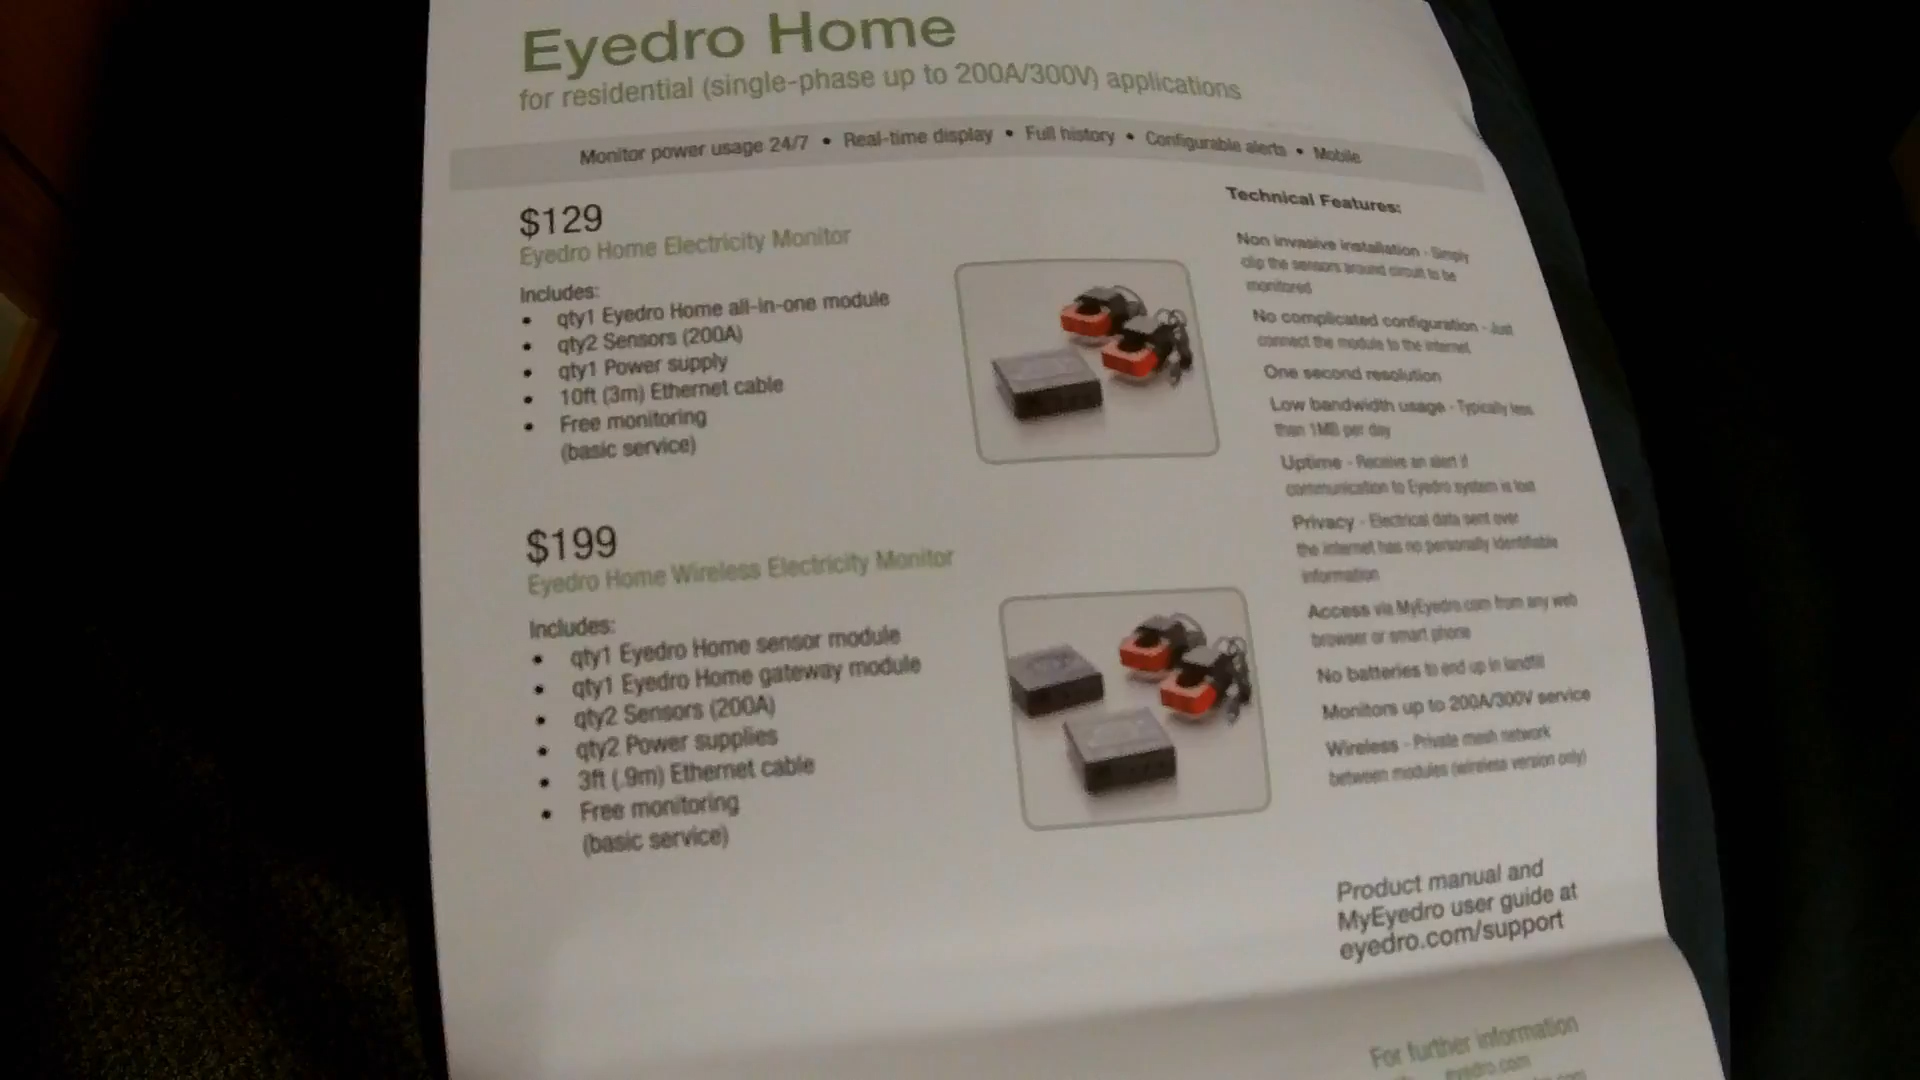 Eyedro Home
for residential (single-phase up to 200A/300V) applications
Monitor power usage 24/7 • Real-time display • Full history • Configurable alerts • Mobile
$129
Eyedro Home Electricity Monitor
Includes:
• qty1 Eyedro Home all-in-one module
• qty2 Sensors (200A)
• qty1 Power supply
• 10ft (3m) Ethernet cable
• Free monitoring
(basic service)
$199
Eyedro Home Wireless Electricity Monitor
Includes:
• qty1 Eyedro Home sensor module
• qty1 Eyedro Home gateway module
• qty2 Sensors (200A)
• qty2 Power supplies
• 3ft (.9m) Ethernet cable
• Free monitoring
(basic service)
Technical Features:
Non invasive installation - Simply
clip the sensors around circuit to be
monitored
No complicated configuration - Just
connect the module to the internet
One second resolution
Low bandwidth usage - Typically less
than 1MB per day
Uptime - Receive an alert if
communication to Eyedro system is lost
Privacy - Electrical data sent over
the internet has no personally identifiable
information
Access via MyEyedro.com from any web
browser or smart phone
No batteries to end up in landfill
Monitors up to 200A/300V service
Wireless - Private mesh network
between modules (wireless version only)
Product manual and
MyEyedro user guide at
eyedro.com/support
For further information
eyedro.com